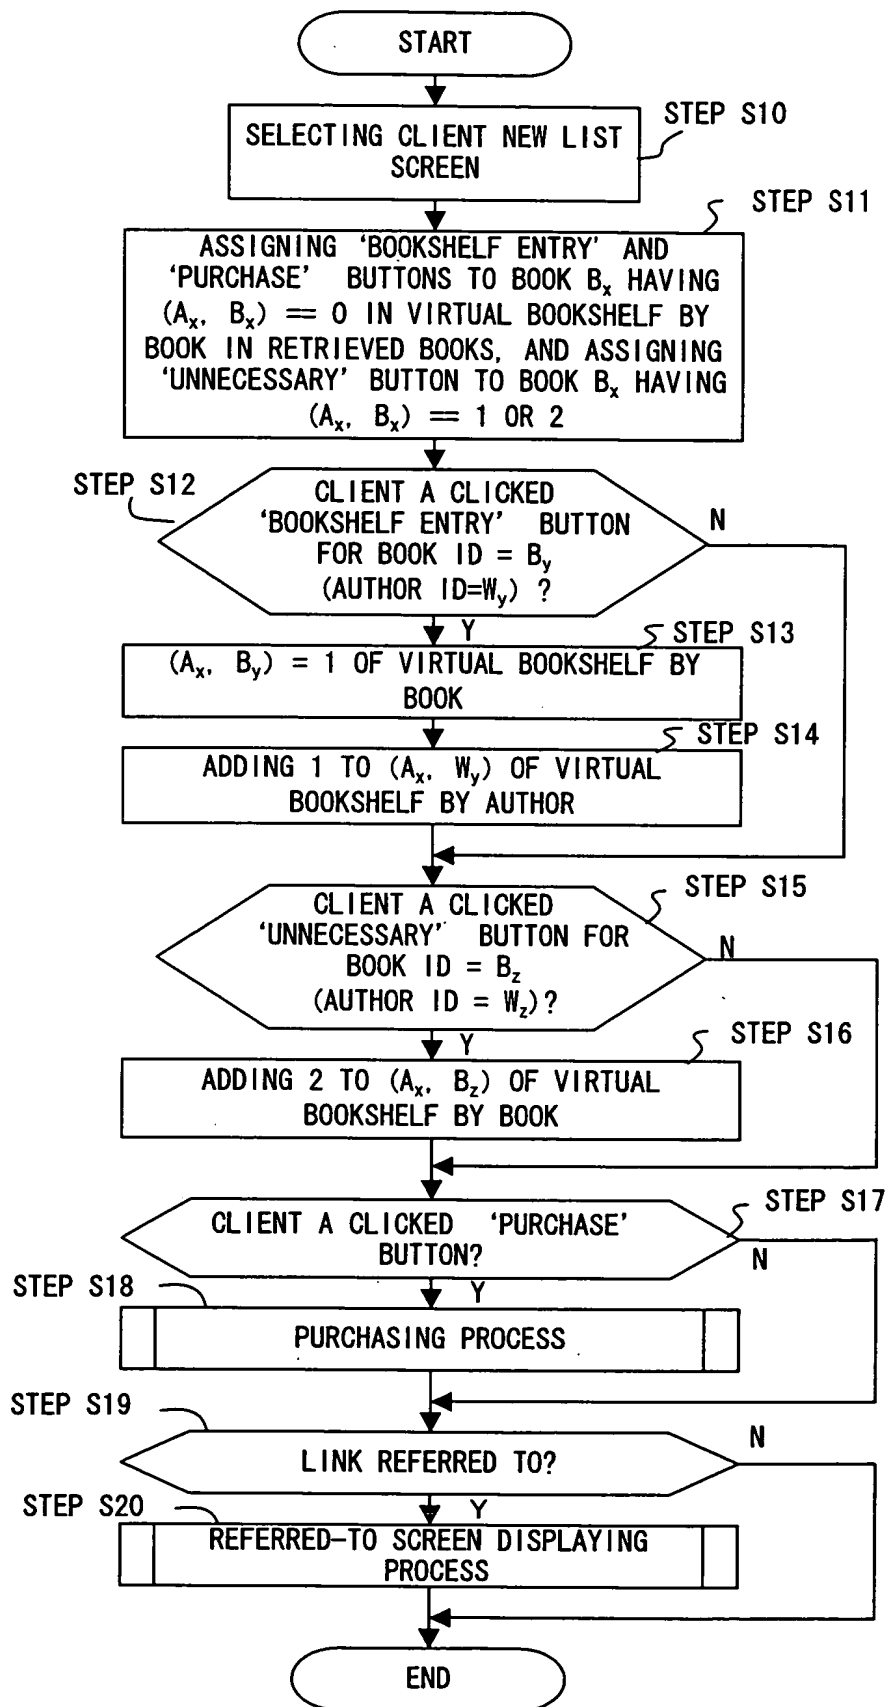 START
STEP S10
SELECTING CLIENT NEW LIST
SCREEN
STEP S11
ASSIGNING 'BOOKSHELF ENTRY' AND
'PURCHASE' BUTTONS TO BOOK Bx HAVING
(Ax, Bx) == 0 IN VIRTUAL BOOKSHELF BY
BOOK IN RETRIEVED BOOKS, AND ASSIGNING
'UNNECESSARY' BUTTON TO BOOK Bx HAVING
(Ax, Bx) == 1 OR 2
STEP S12
CLIENT A CLICKED
'BOOKSHELF ENTRY' BUTTON
FOR BOOK ID = By
(AUTHOR ID=Wy) ?
N
Y
STEP S13
(Ax, By) = 1 OF VIRTUAL BOOKSHELF BY
BOOK
STEP S14
ADDING 1 TO (Ax, Wy) OF VIRTUAL
BOOKSHELF BY AUTHOR
STEP S15
CLIENT A CLICKED
'UNNECESSARY' BUTTON FOR
BOOK ID = Bz
(AUTHOR ID = Wz)?
N
Y
STEP S16
ADDING 2 TO (Ax, Bz) OF VIRTUAL
BOOKSHELF BY BOOK
STEP S17
CLIENT A CLICKED 'PURCHASE'
BUTTON?
N
Y
STEP S18
PURCHASING PROCESS
STEP S19
LINK REFERRED TO?
N
Y
STEP S20
REFERRED-TO SCREEN DISPLAYING
PROCESS
END